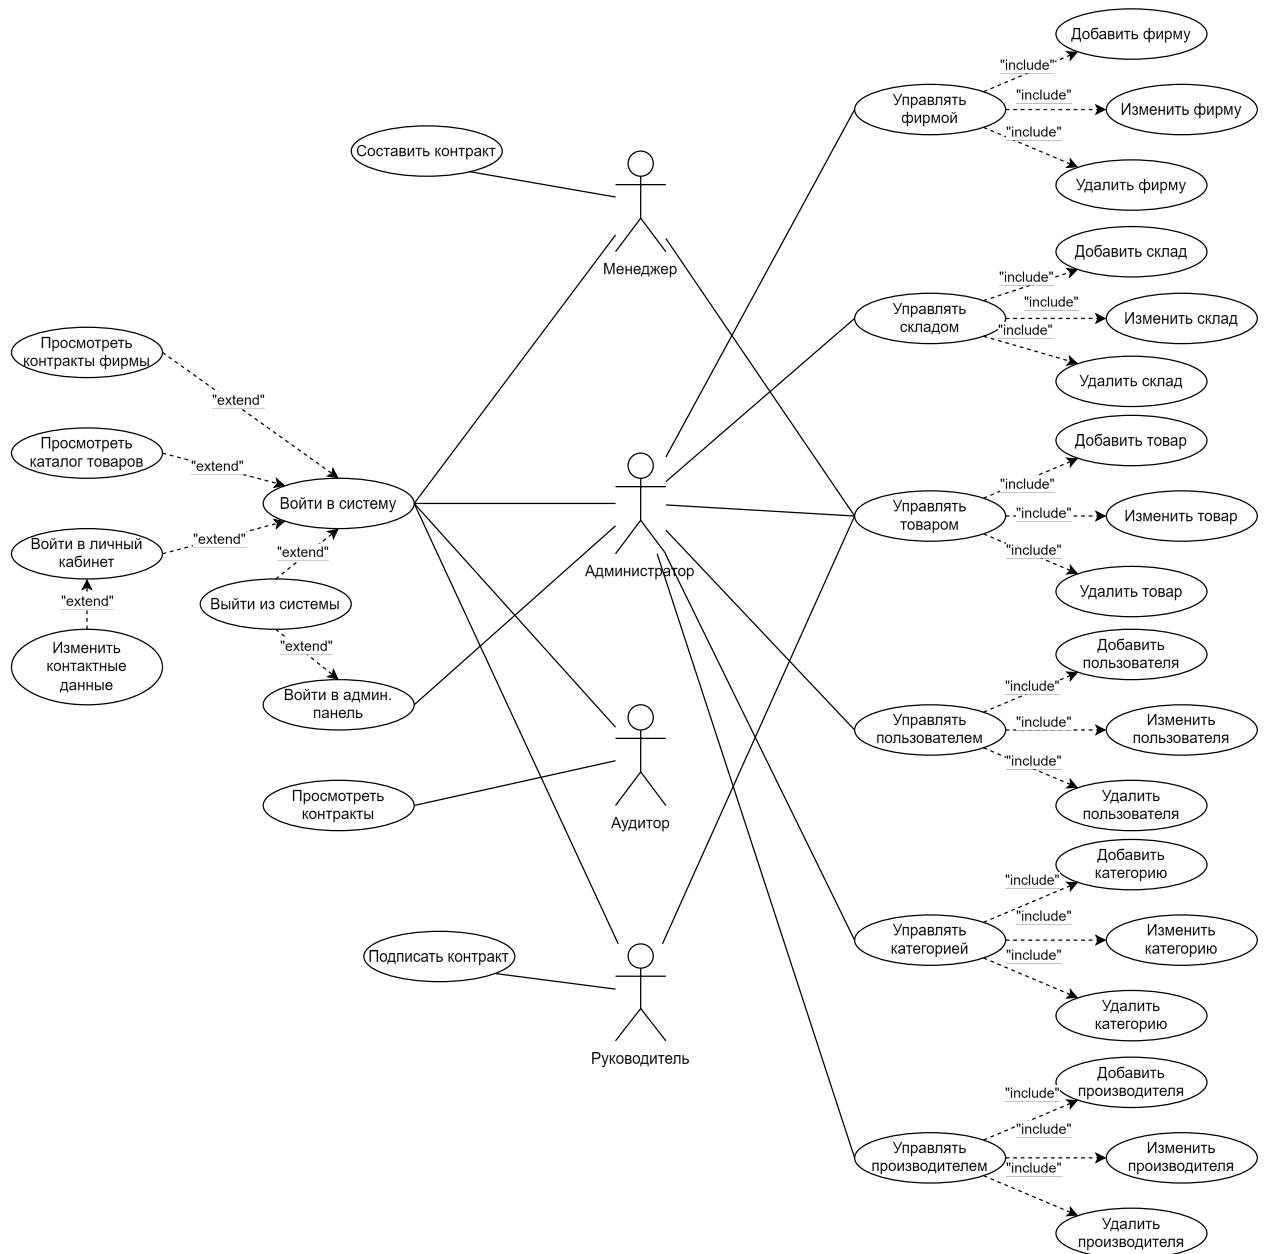 Добавить фирму
"include"
Управлять
фирмой
"include"
Изменить фирму
"include"
Удалить фирму
Составить контракт
Менеджер
Добавить склад
"include"
Управлять
складом
"include"
Изменить склад
"include"
Удалить склад
Просмотреть
контракты фирмы
"extend"
Просмотреть
каталог товаров
"extend"
Войти в систему
Войти в личный
кабинет
"extend"
"extend"
"extend"
Выйти из системы
Изменить
контактные
данные
"extend"
Войти в админ.
панель
Администратор
Добавить товар
"include"
Управлять
товаром
"include"
Изменить товар
"include"
Удалить товар
Добавить
пользователя
"include"
Управлять
пользователем
"include"
Изменить
пользователя
"include"
Удалить
пользователя
Просмотреть
контракты
Аудитор
Добавить
категорию
"include"
Управлять
категорией
"include"
Изменить
категорию
"include"
Удалить
категорию
Подписать контракт
Руководитель
Добавить
производителя
"include"
Управлять
производителем
"include"
Изменить
производителя
"include"
Удалить
производителя